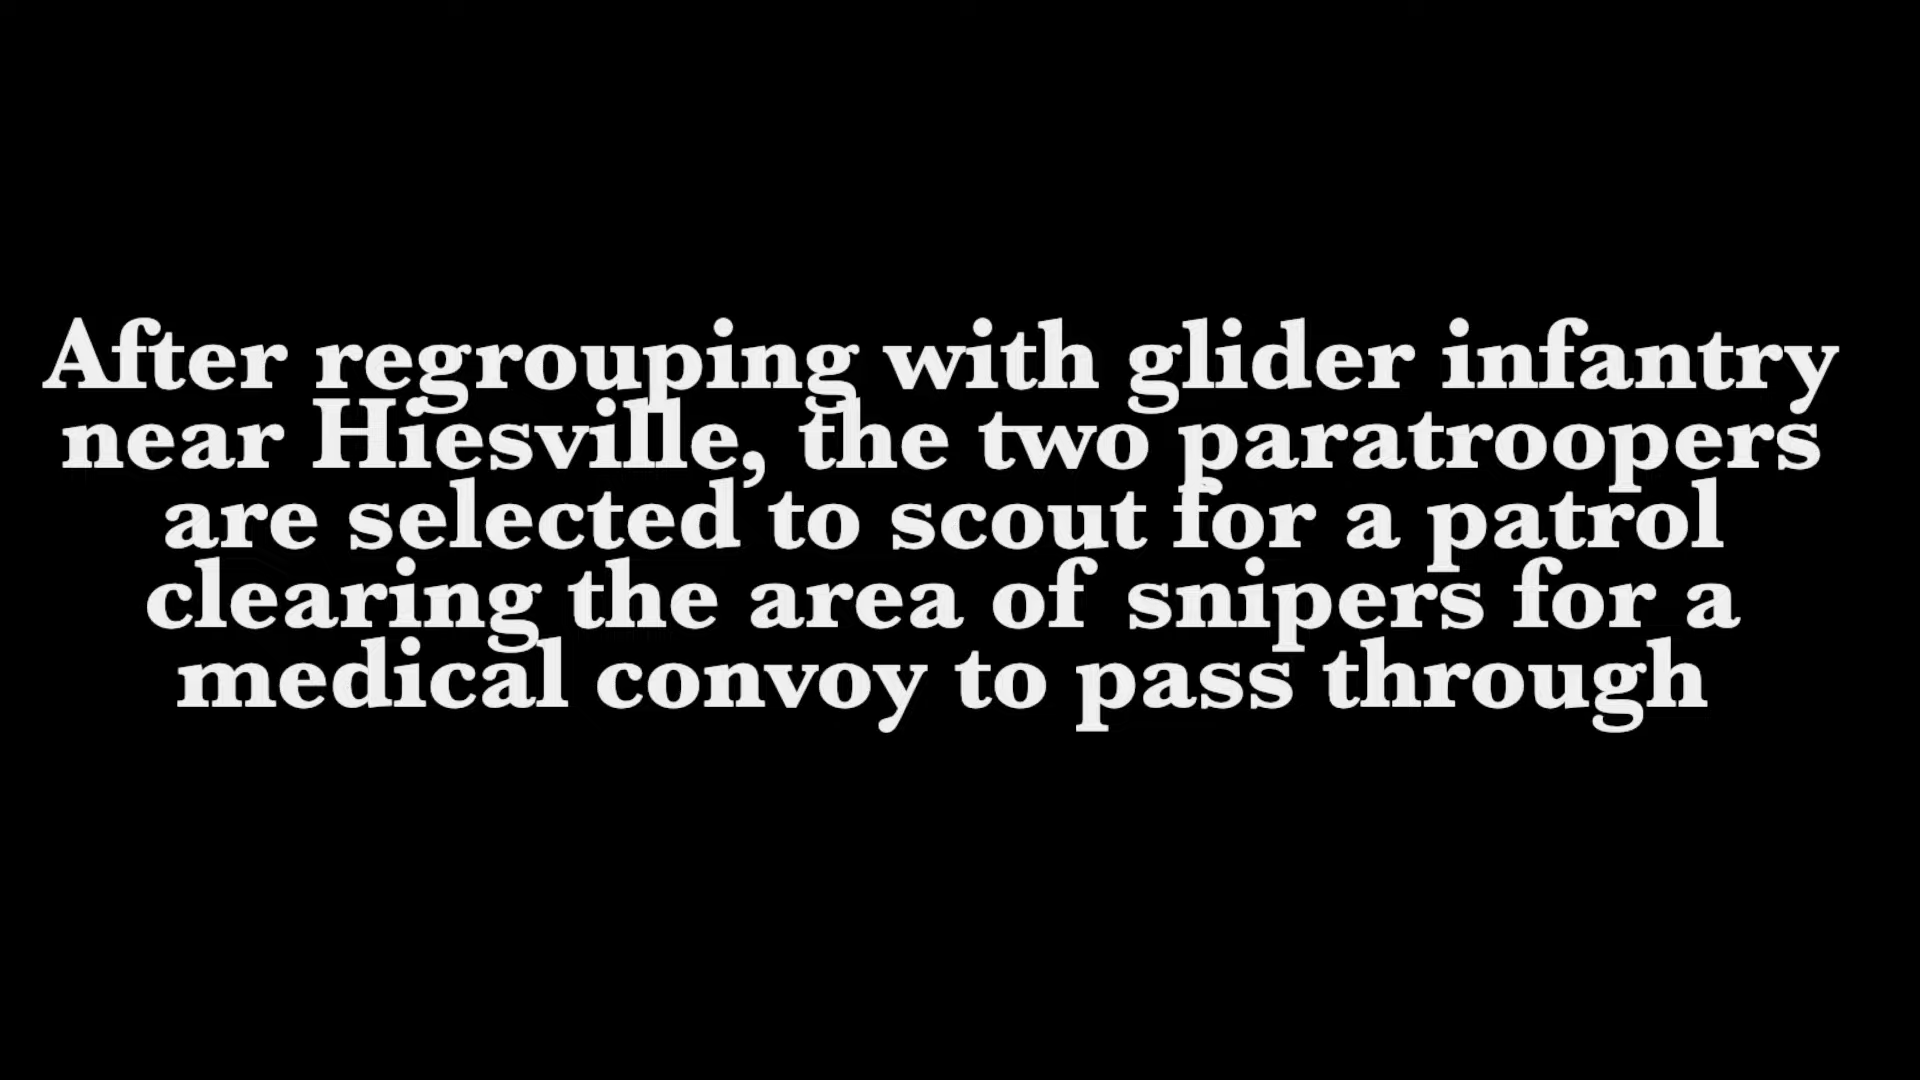 After regrouping with glider infantry
near Hiesville, the two paratroopers
are selected to scout for a patrol
clearing the area of snipers for a
medical convoy to pass through